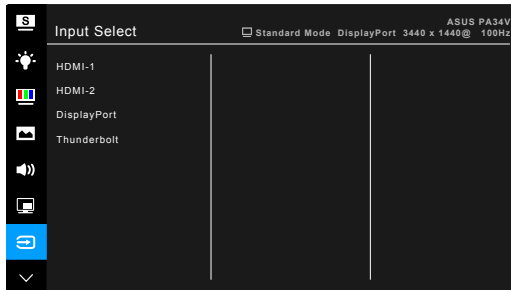 S
Input Select
ASUS PA34V
Standard Mode DisplayPort 3440 x 1440@ 100Hz
HDMI-1
HDMI-2
DisplayPort
Thunderbolt